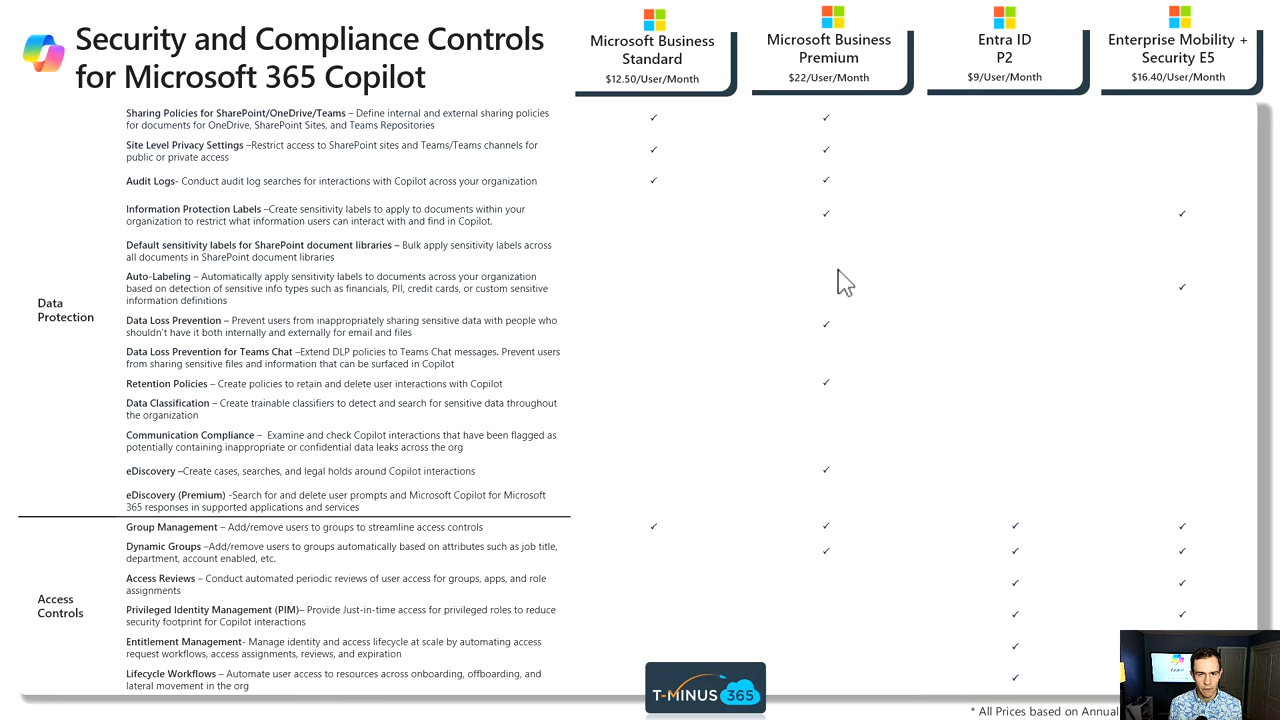 Security and Compliance Controls
for Microsoft 365 Copilot
Microsoft Business
Standard
$12.50/User/Month
Microsoft Business
Premium
$22/User/Month
Entra ID
P2
$9/User/Month
Enterprise Mobility +
Security E5
$16.40/User/Month
Data
Protection
Sharing Policies for SharePoint/OneDrive/Teams – Define internal and external sharing policies
for documents for OneDrive, SharePoint Sites, and Teams Repositories
✓ ✓
Site Level Privacy Settings –Restrict access to SharePoint sites and Teams/Teams channels for
public or private access
✓ ✓
Audit Logs- Conduct audit log searches for interactions with Copilot across your organization
✓ ✓
Information Protection Labels –Create sensitivity labels to apply to documents within your
organization to restrict what information users can interact with and find in Copilot.
✓ ✓
Default sensitivity labels for SharePoint document libraries – Bulk apply sensitivity labels across
all documents in SharePoint document libraries
Auto-Labeling – Automatically apply sensitivity labels to documents across your organization
based on detection of sensitive info types such as financials, PII, credit cards, or custom sensitive
information definitions
✓
Data Loss Prevention – Prevent users from inappropriately sharing sensitive data with people who
shouldn't have it both internally and externally for email and files
✓
Data Loss Prevention for Teams Chat –Extend DLP policies to Teams Chat messages. Prevent users
from sharing sensitive files and information that can be surfaced in Copilot
Retention Policies – Create policies to retain and delete user interactions with Copilot
✓
Data Classification – Create trainable classifiers to detect and search for sensitive data throughout
the organization
Communication Compliance – Examine and check Copilot interactions that have been flagged as
potentially containing inappropriate or confidential data leaks across the org
eDiscovery –Create cases, searches, and legal holds around Copilot interactions
✓
eDiscovery (Premium) -Search for and delete user prompts and Microsoft Copilot for Microsoft
365 responses in supported applications and services
Access
Controls
Group Management – Add/remove users to groups to streamline access controls
✓ ✓ ✓ ✓
Dynamic Groups –Add/remove users to groups automatically based on attributes such as job title,
department, account enabled, etc.
✓ ✓ ✓
Access Reviews – Conduct automated periodic reviews of user access for groups, apps, and role
assignments
✓ ✓
Privileged Identity Management (PIM)– Provide Just-in-time access for privileged roles to reduce
security footprint for Copilot interactions
✓ ✓
Entitlement Management- Manage identity and access lifecycle at scale by automating access
request workflows, access assignments, reviews, and expiration
✓
Lifecycle Workflows – Automate user access to resources across onboarding, offboarding, and
lateral movement in the org
✓
T-MINUS 365
* All Prices based on Annual